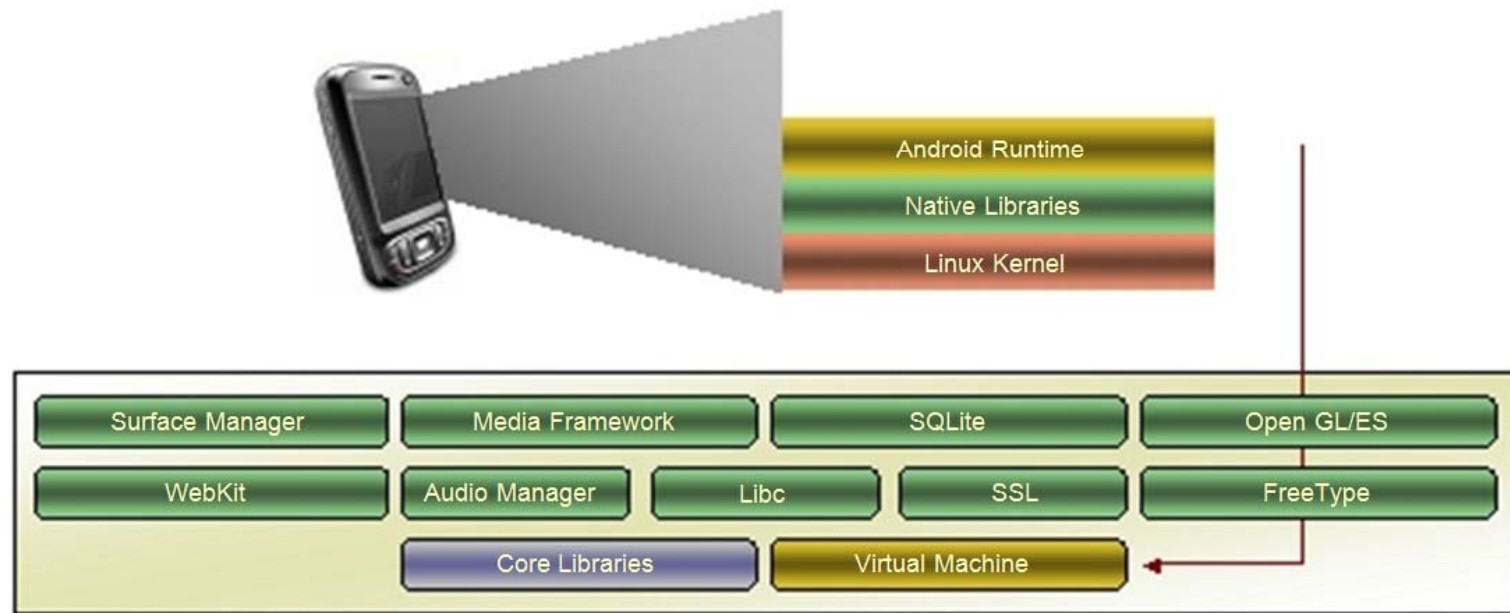 Android Runtime
Native Libraries
Linux Kernel
Surface Manager
Media Framework
SQLite
Open GL/ES
WebKit
Audio Manager
Libc
SSL
FreeType
Core Libraries
Virtual Machine